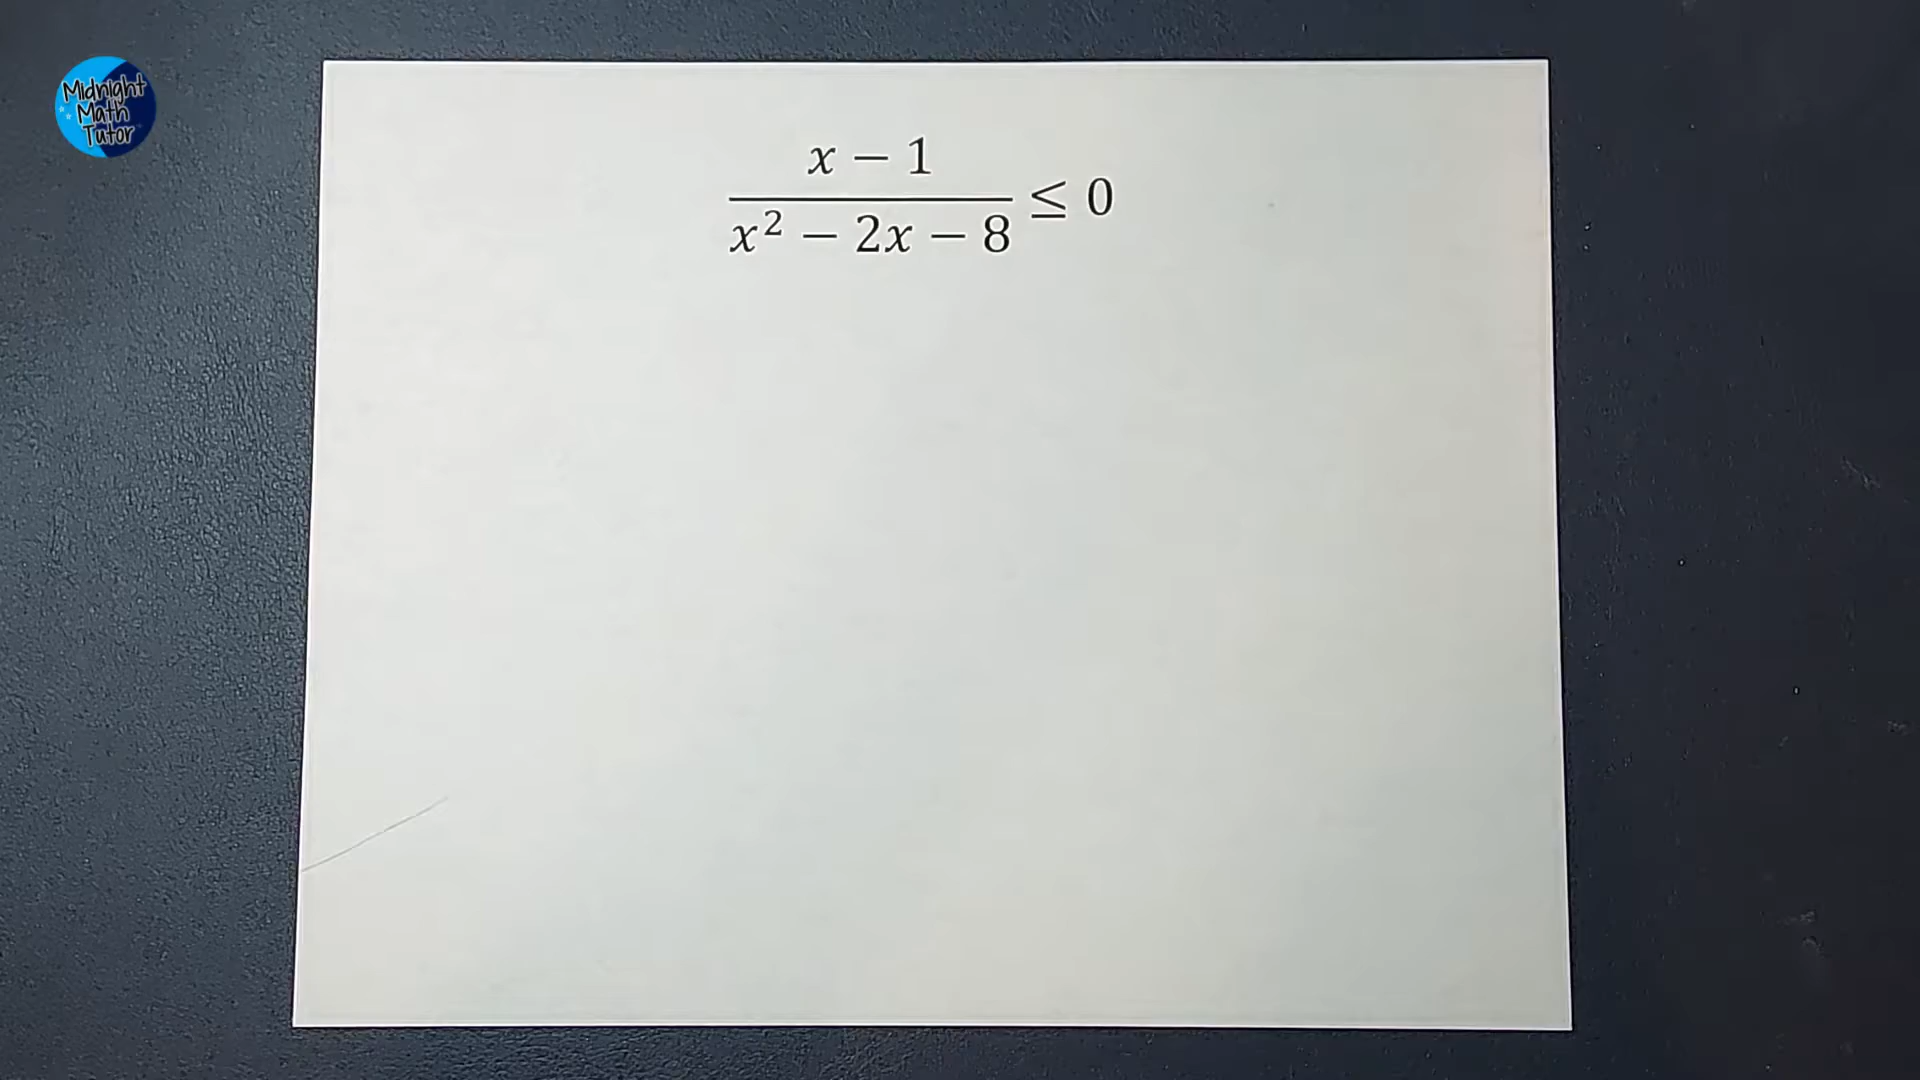 Midnight
Math
Tutor
x − 1
x² − 2x − 8 ≤ 0